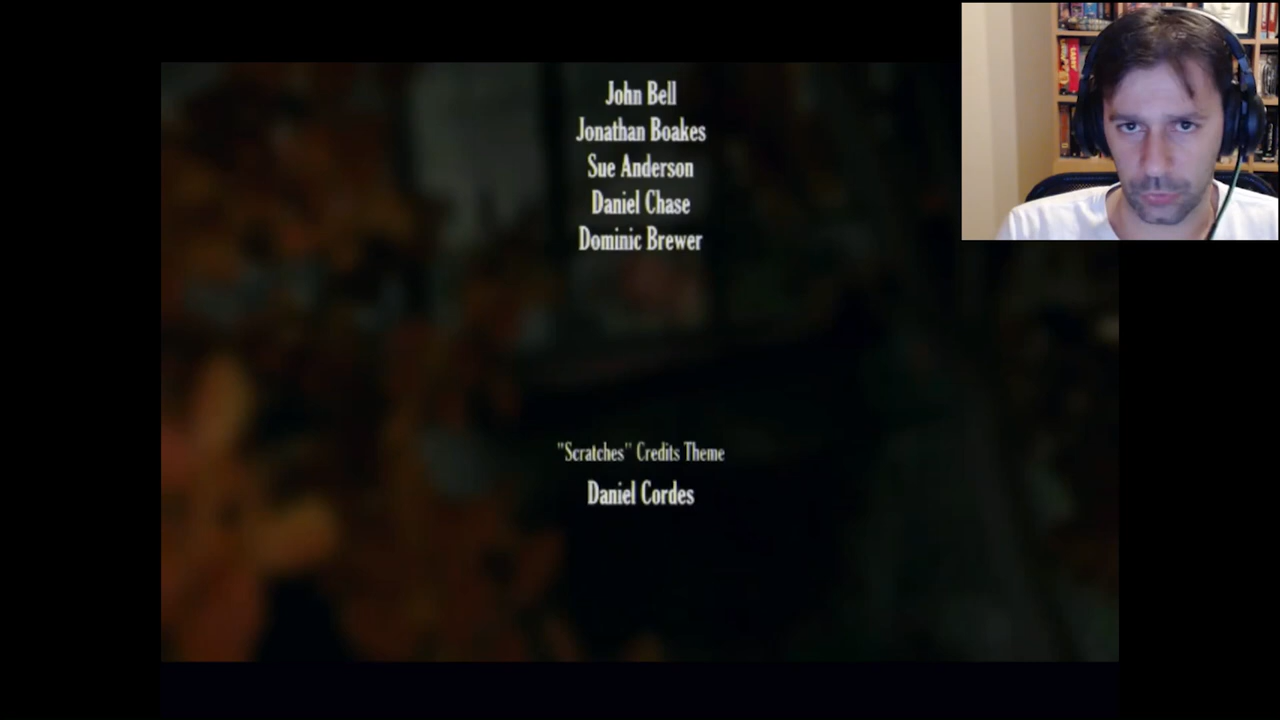 John Bell
Jonathan Boakes
Sue Anderson
Daniel Chase
Dominic Brewer
"Scratches" Credits Theme
Daniel Cordes